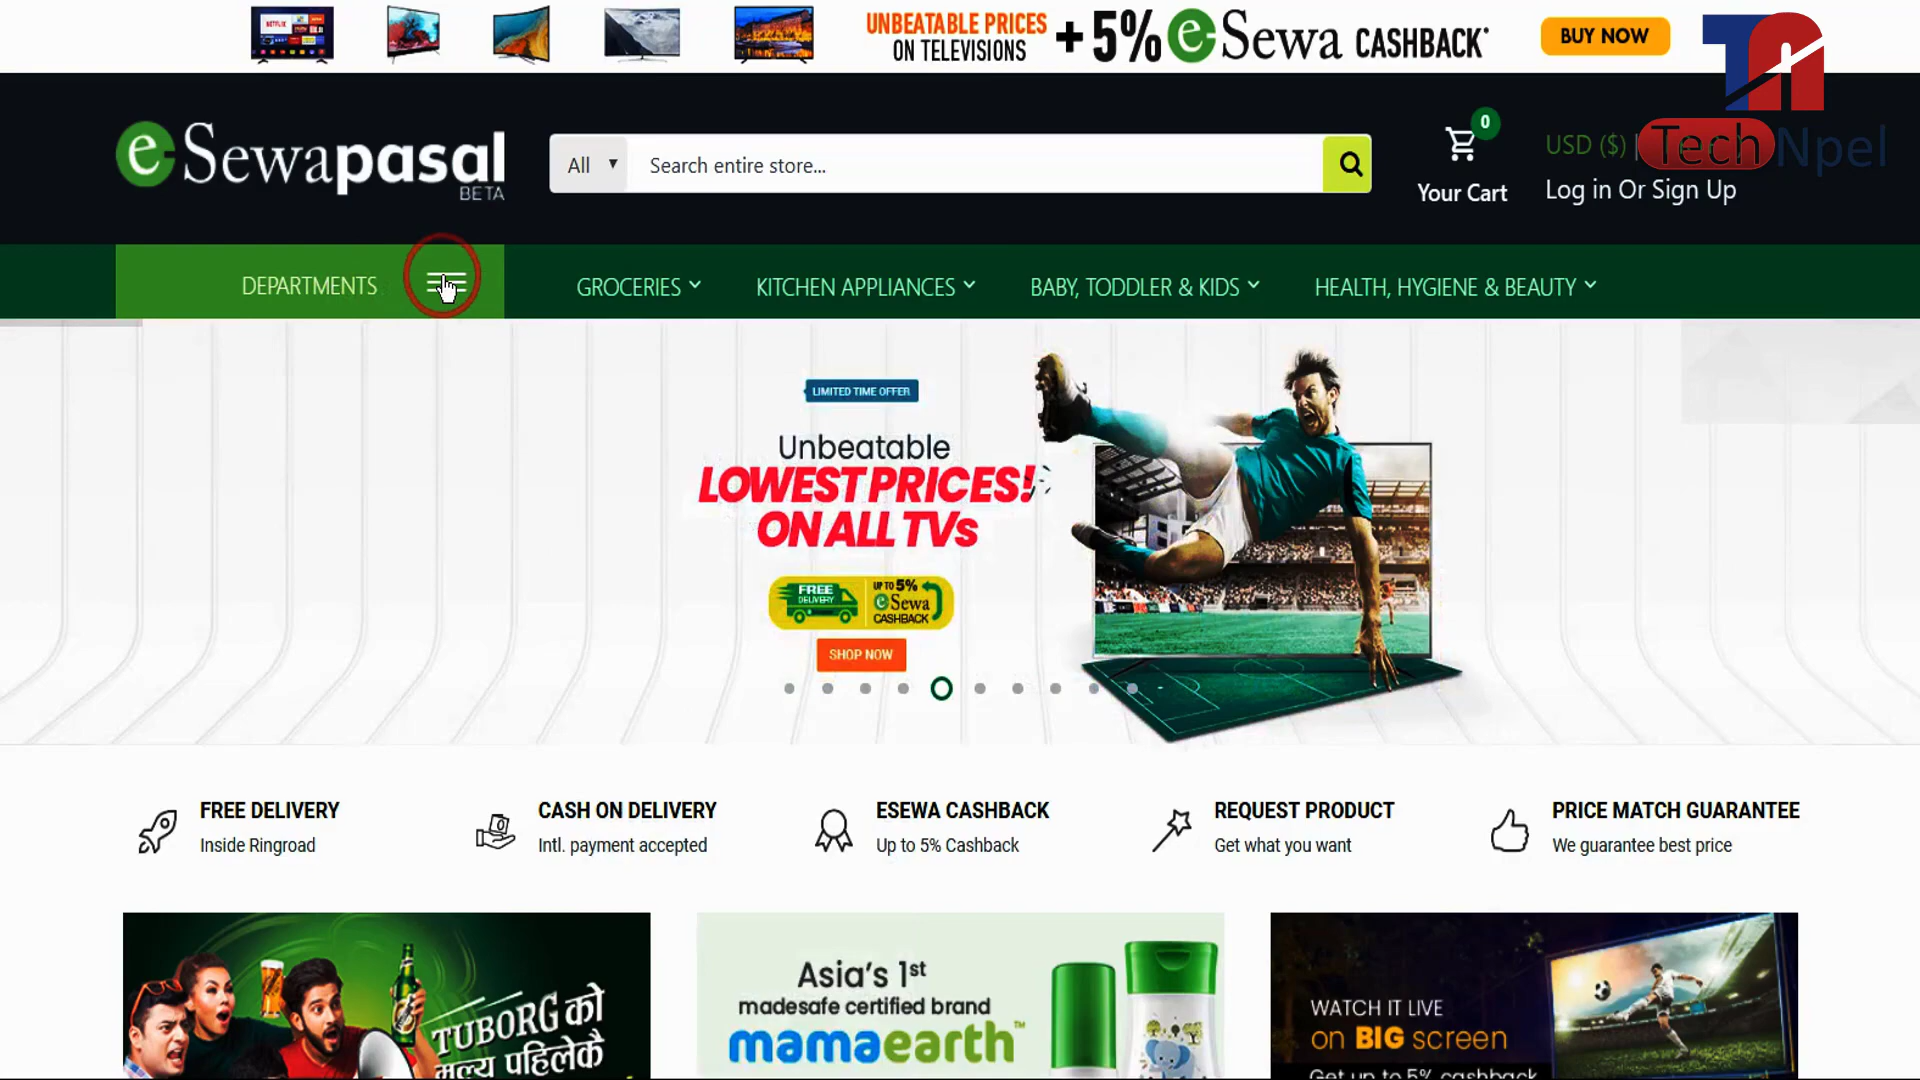 UNBEATABLE PRICES
ON TELEVISIONS
+5% eSewa CASHBACK*
BUY NOW
TN
Tech Npel
eSewapasal
BETA
All
Search entire store...
0
Your Cart
USD ($) |
Log in Or Sign Up
DEPARTMENTS
GROCERIES
KITCHEN APPLIANCES
BABY, TODDLER & KIDS
HEALTH, HYGIENE & BEAUTY
LIMITED TIME OFFER
Unbeatable
LOWEST PRICES!
ON ALL TVs
FREE
DELIVERY
UP TO 5%
eSewa
CASHBACK
SHOP NOW
FREE DELIVERY
Inside Ringroad
CASH ON DELIVERY
Intl. payment accepted
ESEWA CASHBACK
Up to 5% Cashback
REQUEST PRODUCT
Get what you want
PRICE MATCH GUARANTEE
We guarantee best price
TUBORG को
मूल्य पहिलेकै
Asia's 1st
madesafe certified brand
mamaearth™
WATCH IT LIVE
on BIG screen
Get up to 5% cashback